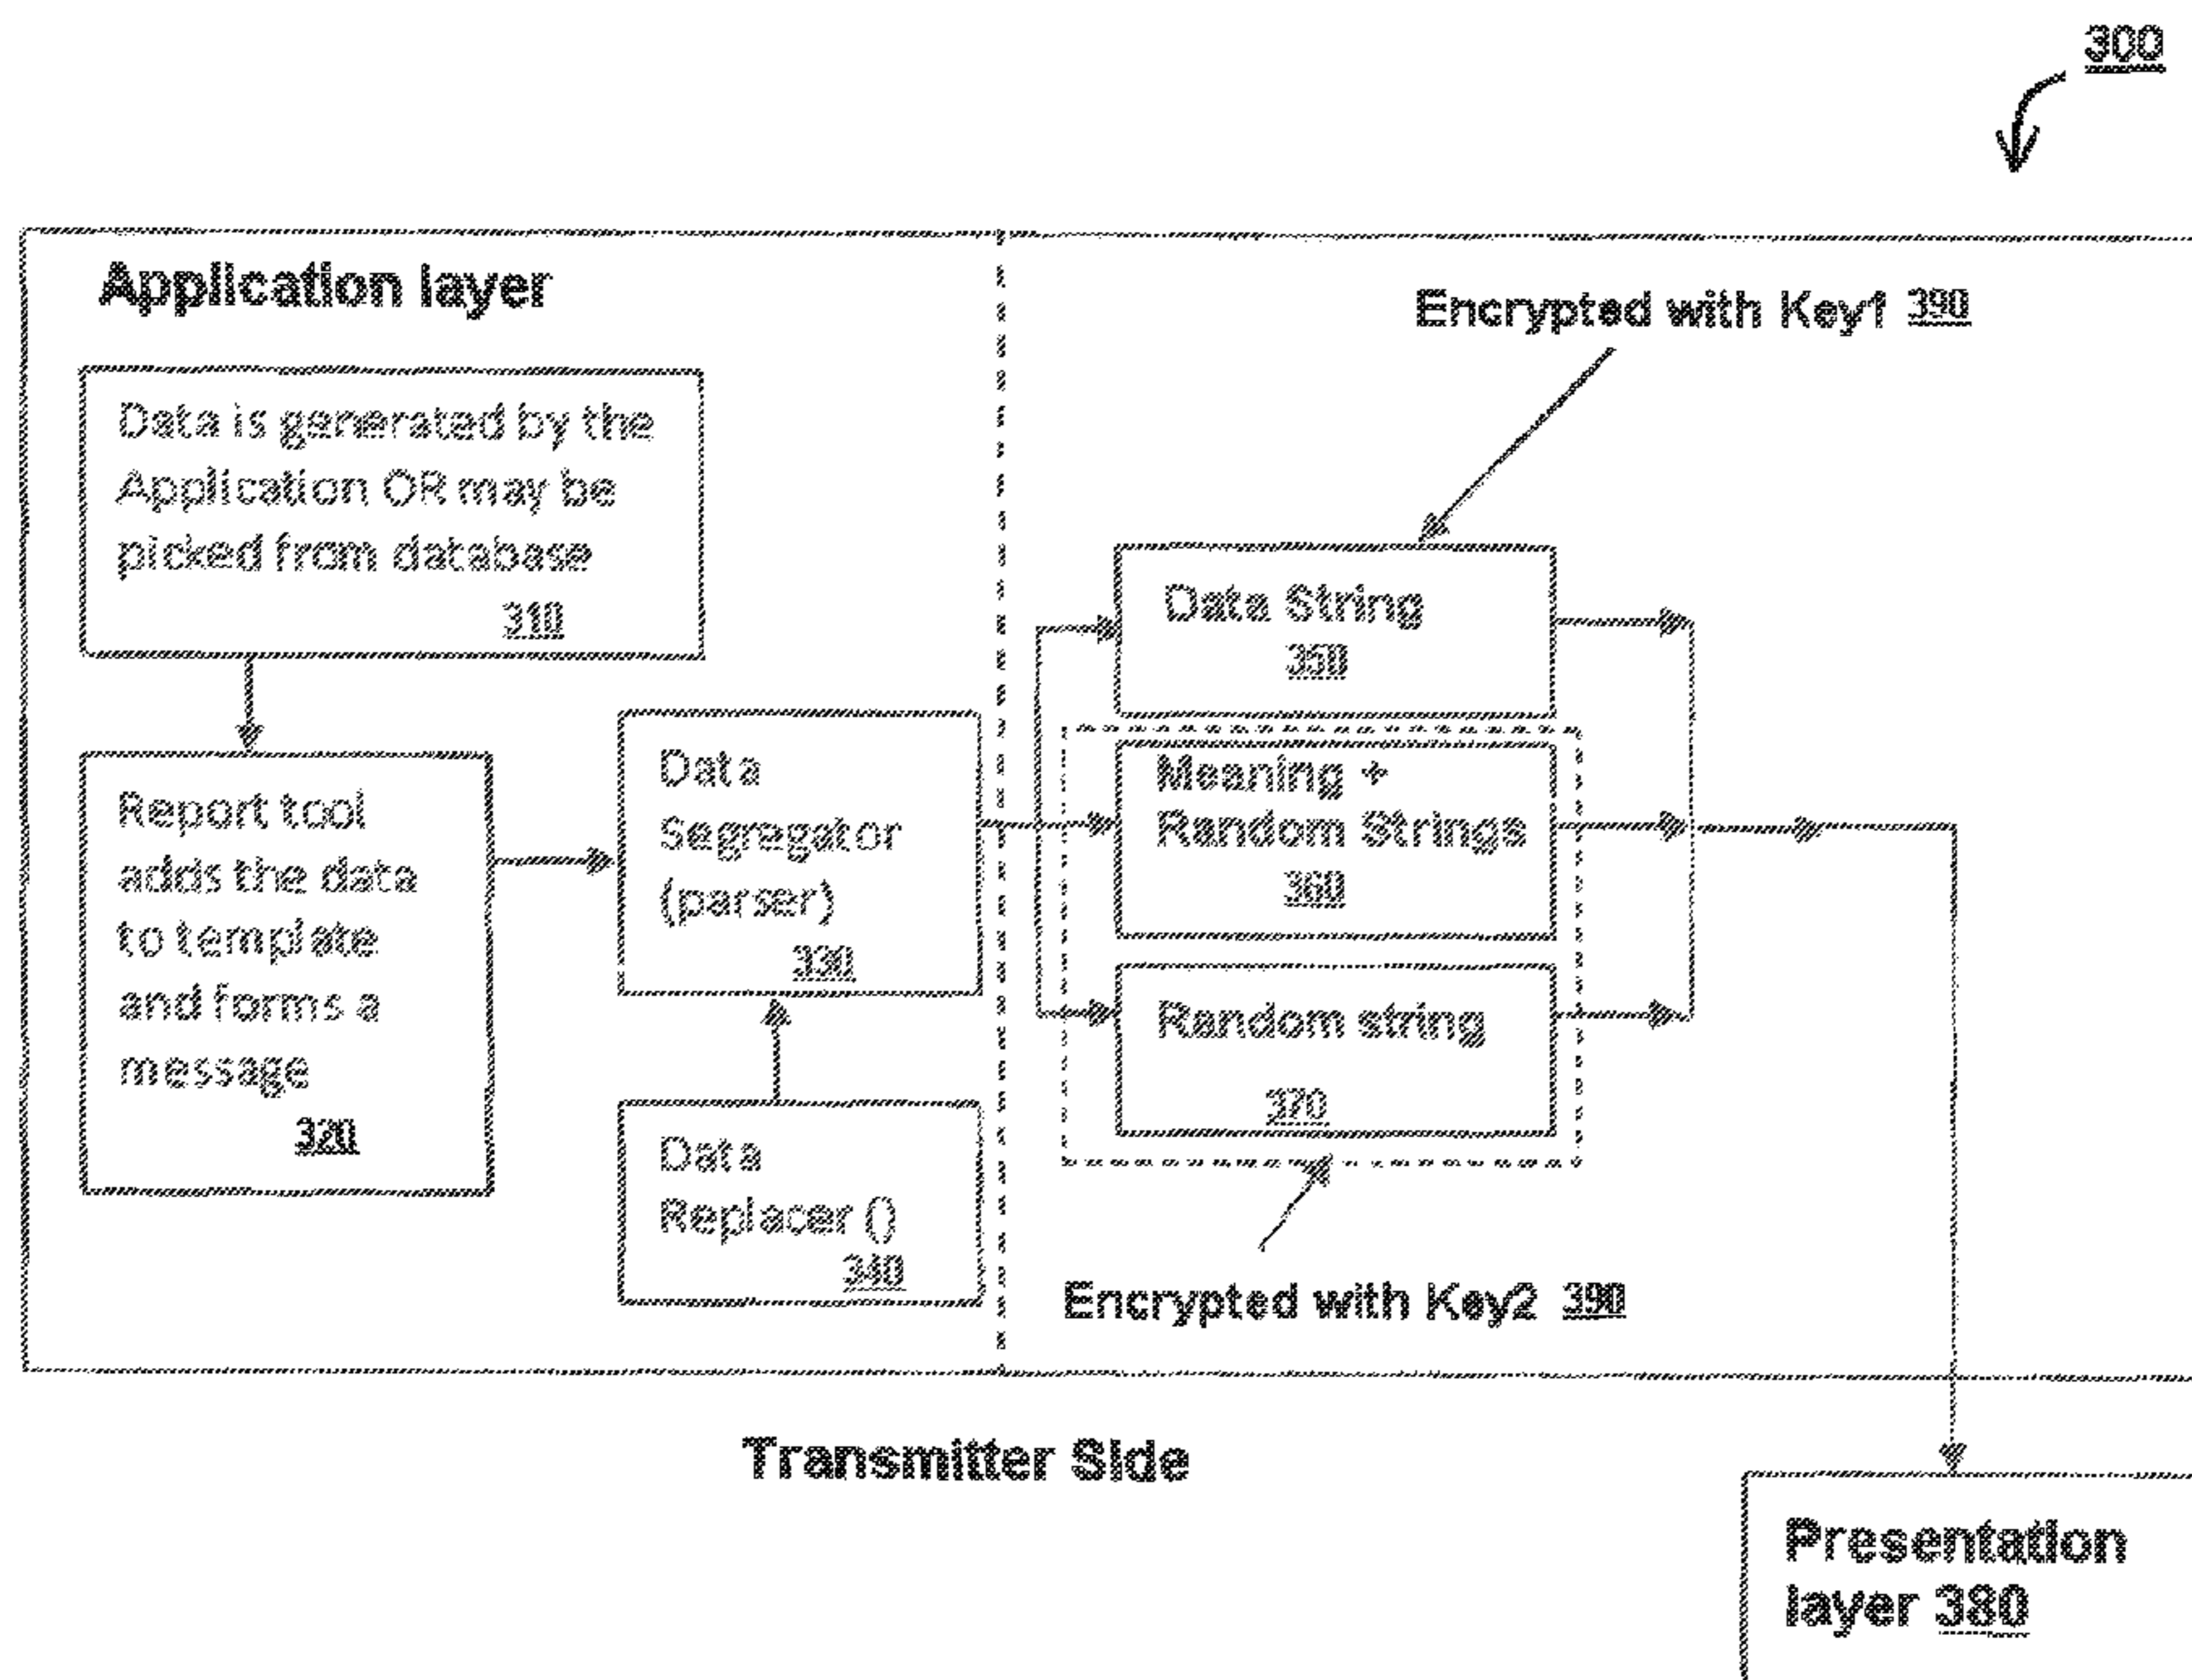 300
Application layer
Encrypted with Key1 390
Data is generated by the
Application OR may be
picked from database
310
Data String
350
Report tool
adds the data
to template
and forms a
message
320
Data
Segregator
(parser)
330
Meaning +
Random Strings
360
Random string
370
Data
Replacer ()
340
Encrypted with Key2 390
Transmitter Side
Presentation
layer 380